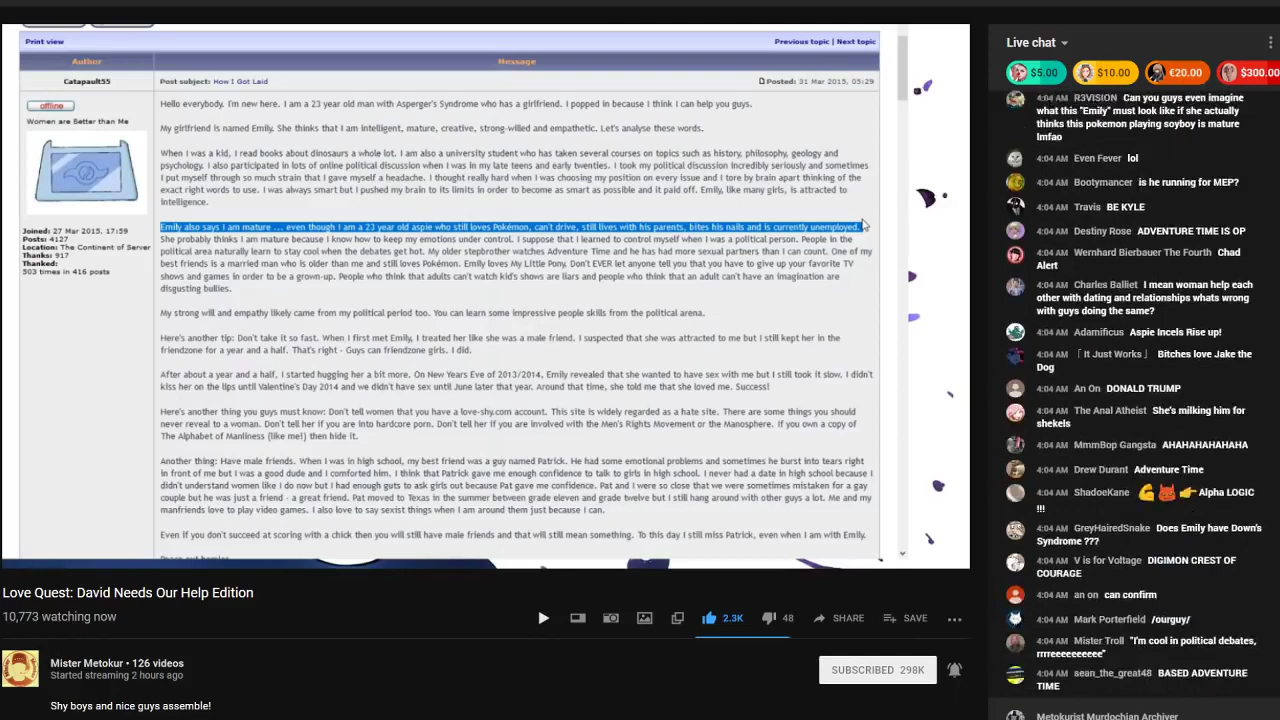 Print view
Previous topic | Next topic
Author
Message
Catapault55
Post subject: How I Got Laid
Posted: 31 Mar 2015, 05:29
offline
Women are Better than Me
Joined: 27 Mar 2015, 17:59
Posts: 4127
Location: The Continent of America
Thanks: 917
Thanked:
503 times in 416 posts
Hello everybody. I'm new here. I am a 23 year old man with Asperger's Syndrome who has a girlfriend. I popped in because I think I can help you guys.
My girlfriend is named Emily. She thinks that I am intelligent, mature, creative, strong-willed and empathetic. Let's analyse these words.
When I was a kid, I read books about dinosaurs a whole lot. I am also a university student who has taken several courses on topics such as history, philosophy, geology and
psychology. I also participated in lots of online political discussion when I was in my late teens and early twenties. I took my political discussion incredibly seriously and sometimes
I put myself through so much strain that I gave myself a headache. I thought really hard when I was choosing my position on every issue and I tore by brain apart thinking of the
exact right words to use. I was always smart but I pushed my brain to its limits in order to become as smart as possible and it paid off. Emily, like many girls, is attracted to
intelligence.
Emily also says I am mature ... even though I am a 23 year old aspie who still loves Pokémon, can't drive, still lives with his parents, bites his nails and is currently unemployed.
She probably thinks I am mature because I know how to keep my emotions under control. I suppose that I learned to control myself when I was a political person. People in the
political area naturally learn to stay cool when the debates get hot. My older stepbrother watches Adventure Time and he has had more sexual partners than I can count. One of my
best friends is a married man who is older than me and still loves Pokémon. Emily loves My Little Pony. Don't EVER let anyone tell you that you have to give up your favorite TV
shows and games in order to be a grown-up. People who think that adults can't watch kid's shows are liars and people who think that an adult can't have an imagination are
disgusting bullies.
My strong will and empathy likely came from my political period too. You can learn some impressive people skills from the political arena.
Here's another tip: Don't take it so fast. When I first met Emily, I treated her like she was a male friend. I suspected that she was attracted to me but I still kept her in the
friendzone for a year and a half. That's right - Guys can friendzone girls. I did.
After about a year and a half, I started hugging her a bit more. On New Years Eve of 2013/2014, Emily revealed that she wanted to have sex with me but I still took it slow. I didn't
kiss her on the lips until Valentine's Day 2014 and we didn't have sex until June later that year. Around that time, she told me that she loved me. Success!
Here's another thing you guys must know: Don't tell women that you have a love-shy.com account. This site is widely regarded as a hate site. There are some things you should
never reveal to a woman. Don't tell her if you are into hardcore porn. Don't tell her if you are involved with the Men's Rights Movement or the Manosphere. If you own a copy of
The Alphabet of Manliness (like me!) then hide it.
Another thing: Have male friends. When I was in high school, my best friend was a guy named Patrick. He had some emotional problems and sometimes he burst into tears right
in front of me but I was a good dude and I comforted him. I think that Patrick gave me enough confidence to talk to girls in high school. I never had a date in high school because I
didn't understand women like I do now but I had enough guts to ask girls out because Pat gave me confidence. Pat and I were so close that we were sometimes mistaken for a gay
couple but he was just a friend - a great friend. Pat moved to Texas in the summer between grade eleven and grade twelve but I still hang around with other guys a lot. Me and my
manfriends love to play video games. I also love to say sexist things when I am around them just because I can.
Even if you don't succeed at scoring with a chick then you will still have male friends and that will still mean something. To this day I still miss Patrick, even when I am with Emily.
Love Quest: David Needs Our Help Edition
10,773 watching now
2.3K
48
SHARE
SAVE
Mister Metokur • 126 videos
Started streaming 2 hours ago
SUBSCRIBED 298K
Shy boys and nice guys assemble!
Live chat
$5.00
$10.00
€20.00
$300.00
4:04 AM R3VISION Can you guys even imagine
what this "Emily" must look like if she actually
thinks this pokemon playing soyboy is mature
lmfao
4:04 AM Even Fever lol
4:04 AM Bootymancer is he running for MEP?
4:04 AM Travis BE KYLE
4:04 AM Destiny Rose ADVENTURE TIME IS OP
4:04 AM Wernhard Bierbauer The Fourth Chad
Alert
4:04 AM Charles Balliet I mean woman help each
other with dating and relationships whats wrong
with guys doing the same?
4:04 AM Adamificus Aspie Incels Rise up!
4:04 AM「It Just Works」 Bitches love Jake the
Dog
4:04 AM An On DONALD TRUMP
4:04 AM The Anal Atheist She's milking him for
shekels
4:04 AM MmmBop Gangsta AHAHAHAHAHAHA
4:04 AM Drew Durant Adventure Time
4:04 AM ShadoeKane 💪👹👉Alpha LOGIC
!!!
4:04 AM GreyHairedSnake Does Emily have Down's
Syndrome ???
4:04 AM V is for Voltage DIGIMON CREST OF
COURAGE
4:04 AM an on can confirm
4:04 AM Mark Porterfield /ourguy/
4:04 AM Mister Troll "I'm cool in political debates,
rrrreeeeeeeeee"
4:04 AM sean_the_great48 BASED ADVENTURE
TIME
Metokurist Murdochian Archiver